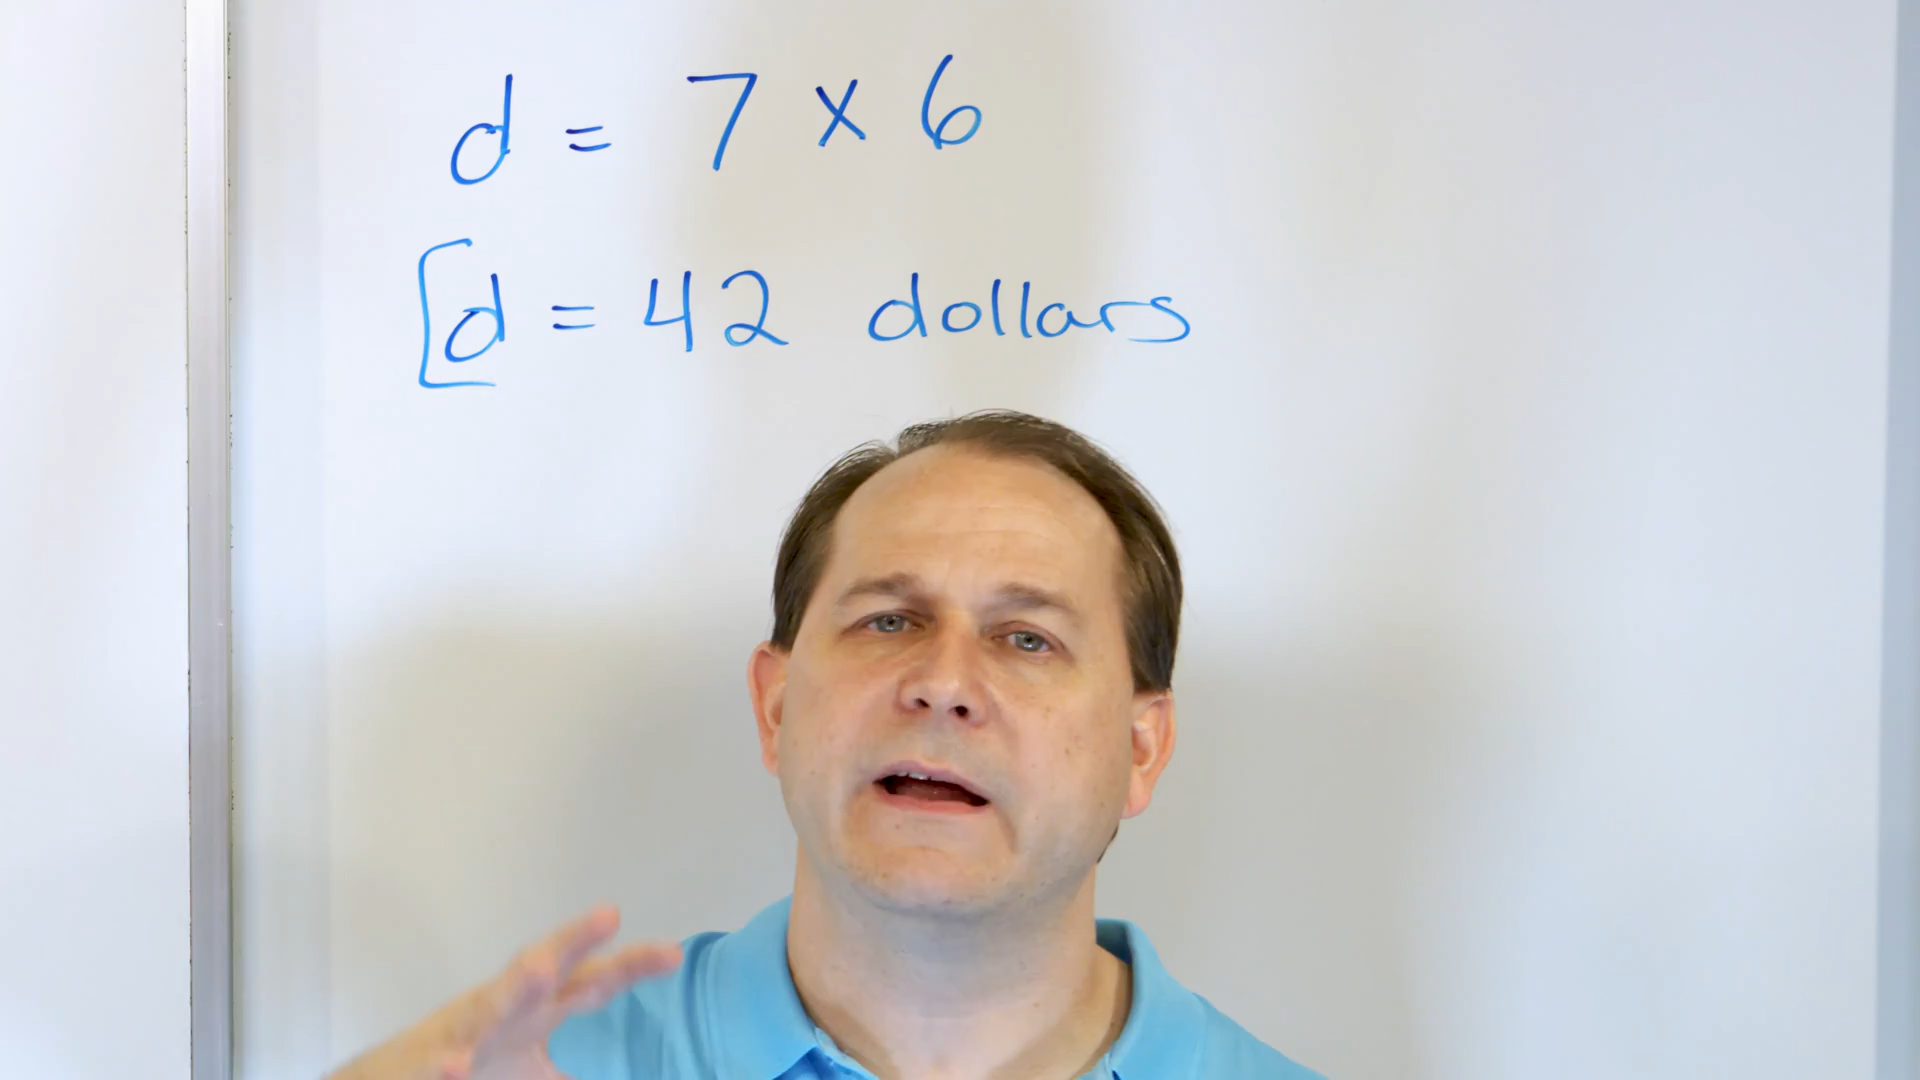 d = 7 x 6
[d = 42 dollars